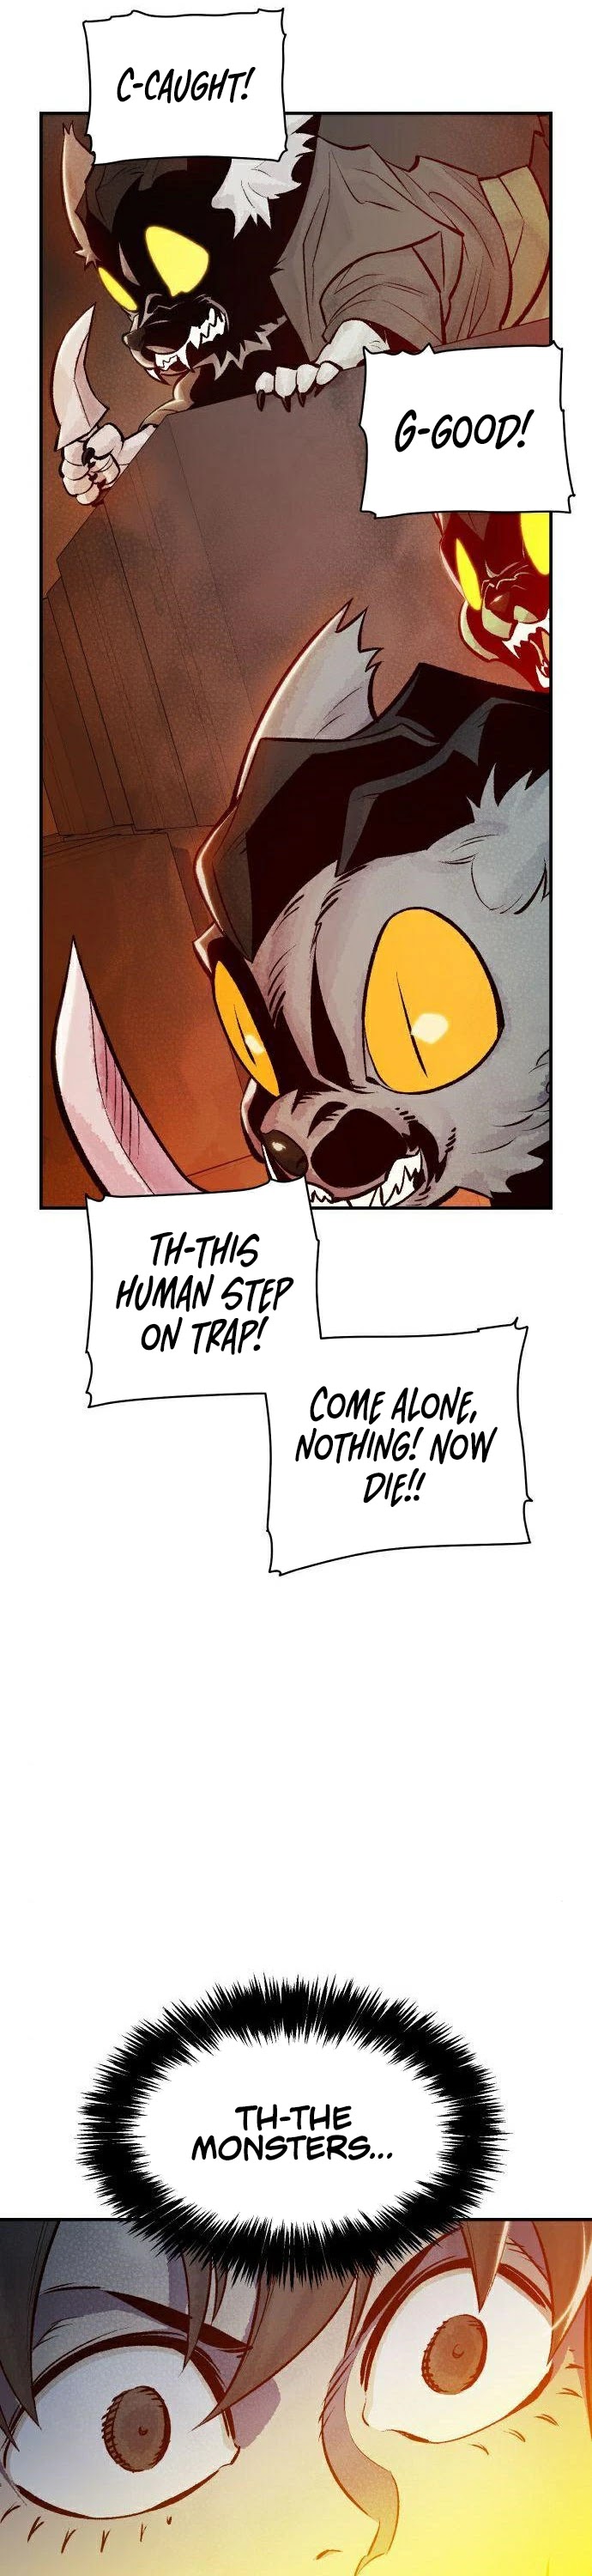 C-CAUGHT!
G-GOOD!
TH-THIS
HUMAN STEP
ON TRAP!
COME ALONE,
NOTHING! NOW
DIE!!
TH-THE
MONSTERS...